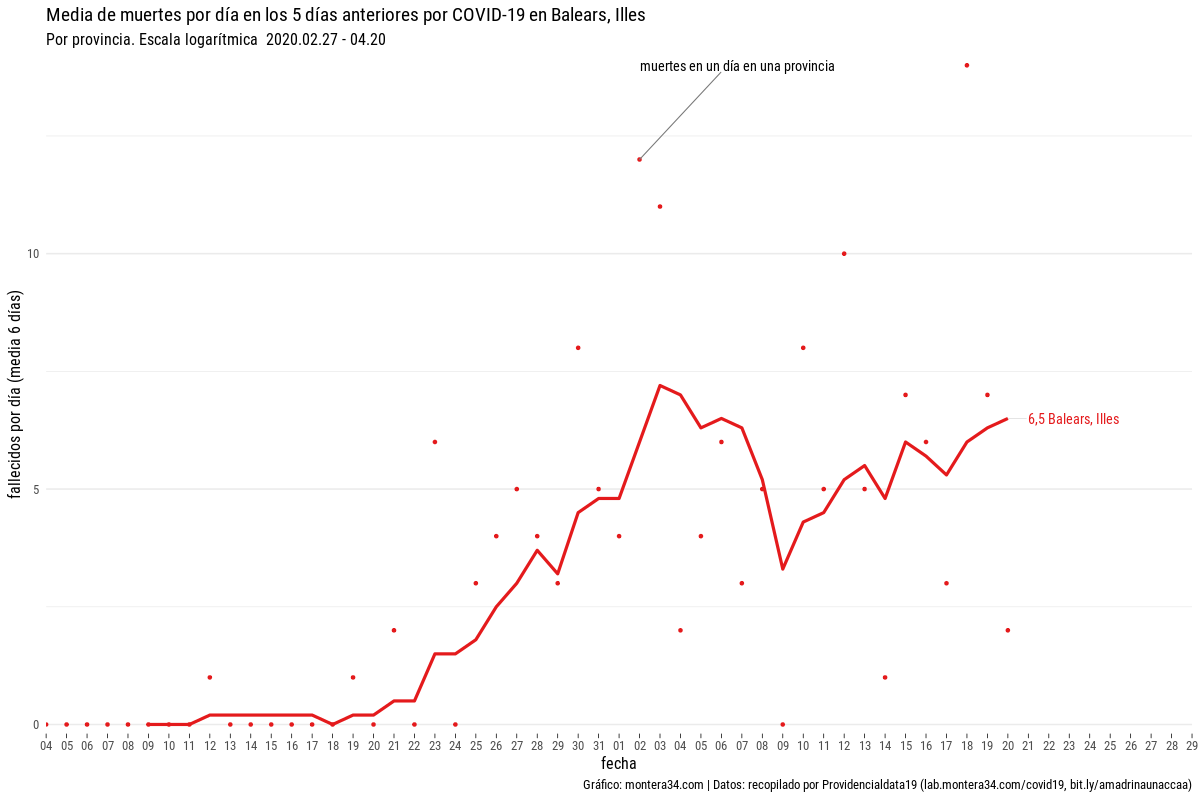 Media de muertes por día en los 5 días anteriores por COVID-19 en Balears, Illes
Por provincia. Escala logarítmica  2020.02.27 - 04.20
muertes en un día en una provincia
10
5
0
fallecidos por día (media 6 días)
6,5 Balears, Illes
04 05 06 07 08 09 10 11 12 13 14 15 16 17 18 19 20 21 22 23 24 25 26 27 28 29 30 31 01 02 03 04 05 06 07 08 09 10 11 12 13 14 15 16 17 18 19 20 21 22 23 24 25 26 27 28 29
fecha
Gráfico: montera34.com | Datos: recopilado por Providencialdata19 (lab.montera34.com/covid19, bit.ly/amadrinaunaccaa)